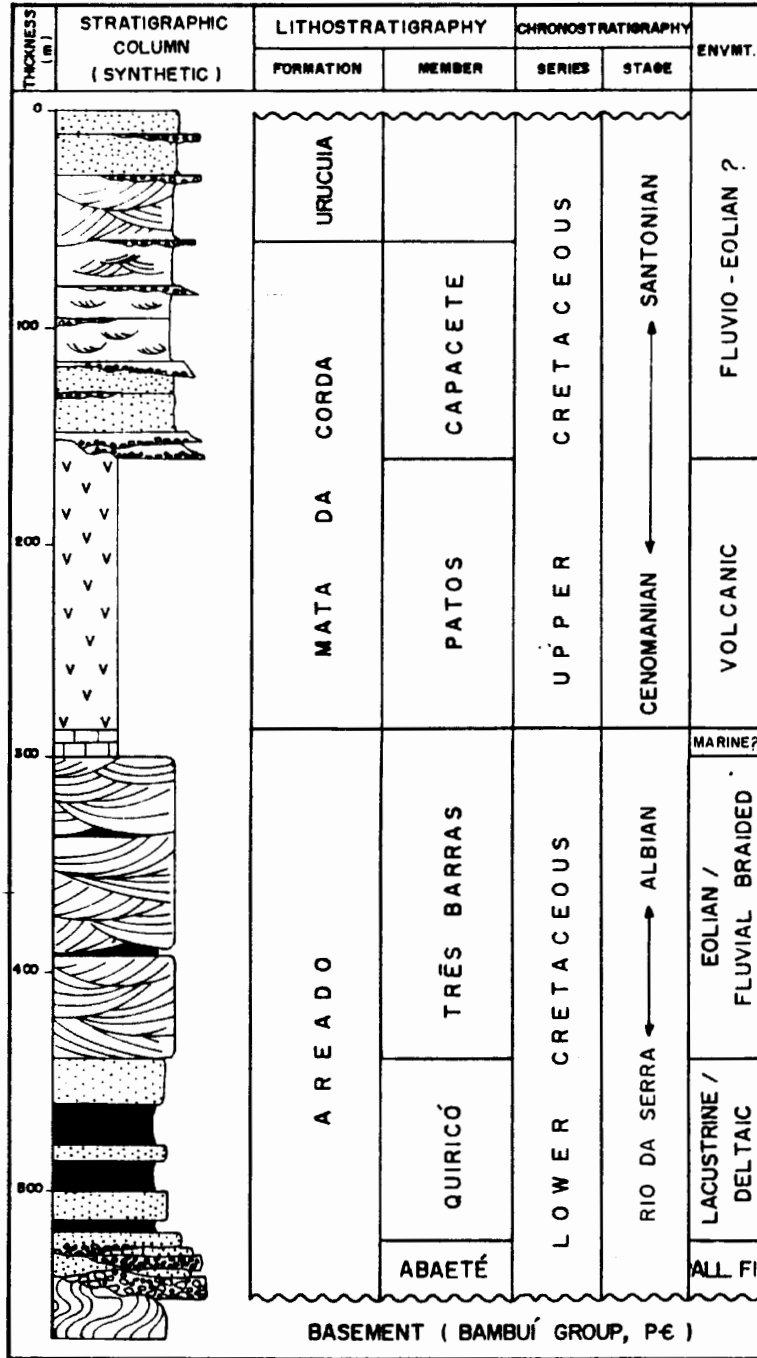 THICKNESS
(m)
STRATIGRAPHIC
COLUMN
(SYNTHETIC)
LITHOSTRATIGRAPHY
CHRONOSTRATIGRAPHY
ENVMT.
FORMATION
MEMBER
SERIES
STAGE
0
100
200
300
400
500
URUCUIA
MATA DA CORDA
AREADO
CAPACETE
PATOS
TRÊS BARRAS
QUIRICÓ
ABAETÉ
UPPER CRETACEOUS
LOWER CRETACEOUS
SANTONIAN
CENOMANIAN
ALBIAN
RIO DA SERRA
FLUVIO-EOLIAN ?
VOLCANIC
MARINE?
EOLIAN /
FLUVIAL BRAIDED
LACUSTRINE /
DELTAIC
ALL. FI
BASEMENT ( BAMBUÍ GROUP, P-Є )